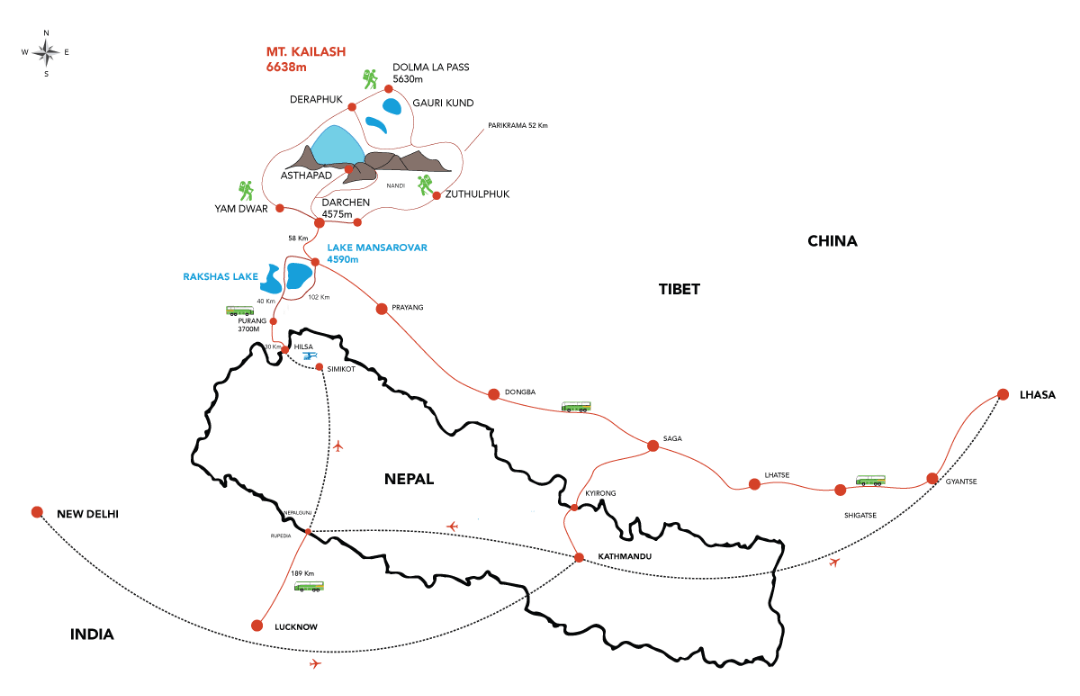 N
W E
S
MT. KAILASH
6638m
DOLMA LA PASS
5630m
DERAPHUK
GAURI KUND
PARIKRAMA 52 Km
ASTHAPAD
NANDI
ZUTHULPHUK
YAM DWAR
DARCHEN
4575m
58 Km
LAKE MANSAROVAR
4590m
CHINA
RAKSHAS LAKE
TIBET
40 Km
102 Km
PRAYANG
PURANG
3700M
30 Km
HILSA
SIMIKOT
DONGBA
LHASA
SAGA
NEPAL
LHATSE
GYANTSE
KYIRONG
NEW DELHI
NEPALGUNJ
SHIGATSE
RUPEDIA
KATHMANDU
189 Km
LUCKNOW
INDIA